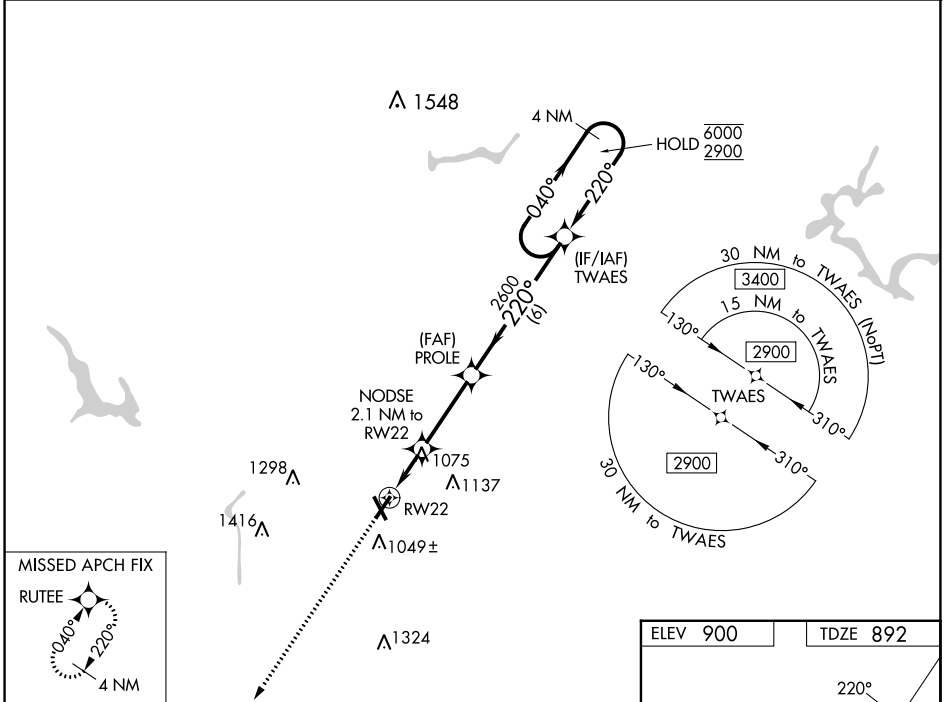 1548
4 NM
HOLD 6000
2900
040°
220°
(IF/IAF)
TWAES
2600
220°
(6)
(FAF)
PROLE
NODSE
2.1 NM to
RW22
1075
1137
1298
1416
RW22
1049±
1324
30 NM to TWAES (NoPT)
3400
15 NM to TWAES
2900
130°
310°
TWAES
130°
310°
2900
30 NM to TWAES
MISSED APCH FIX
RUTEE
040°
220°
4 NM
ELEV 900
TDZE 892
220°